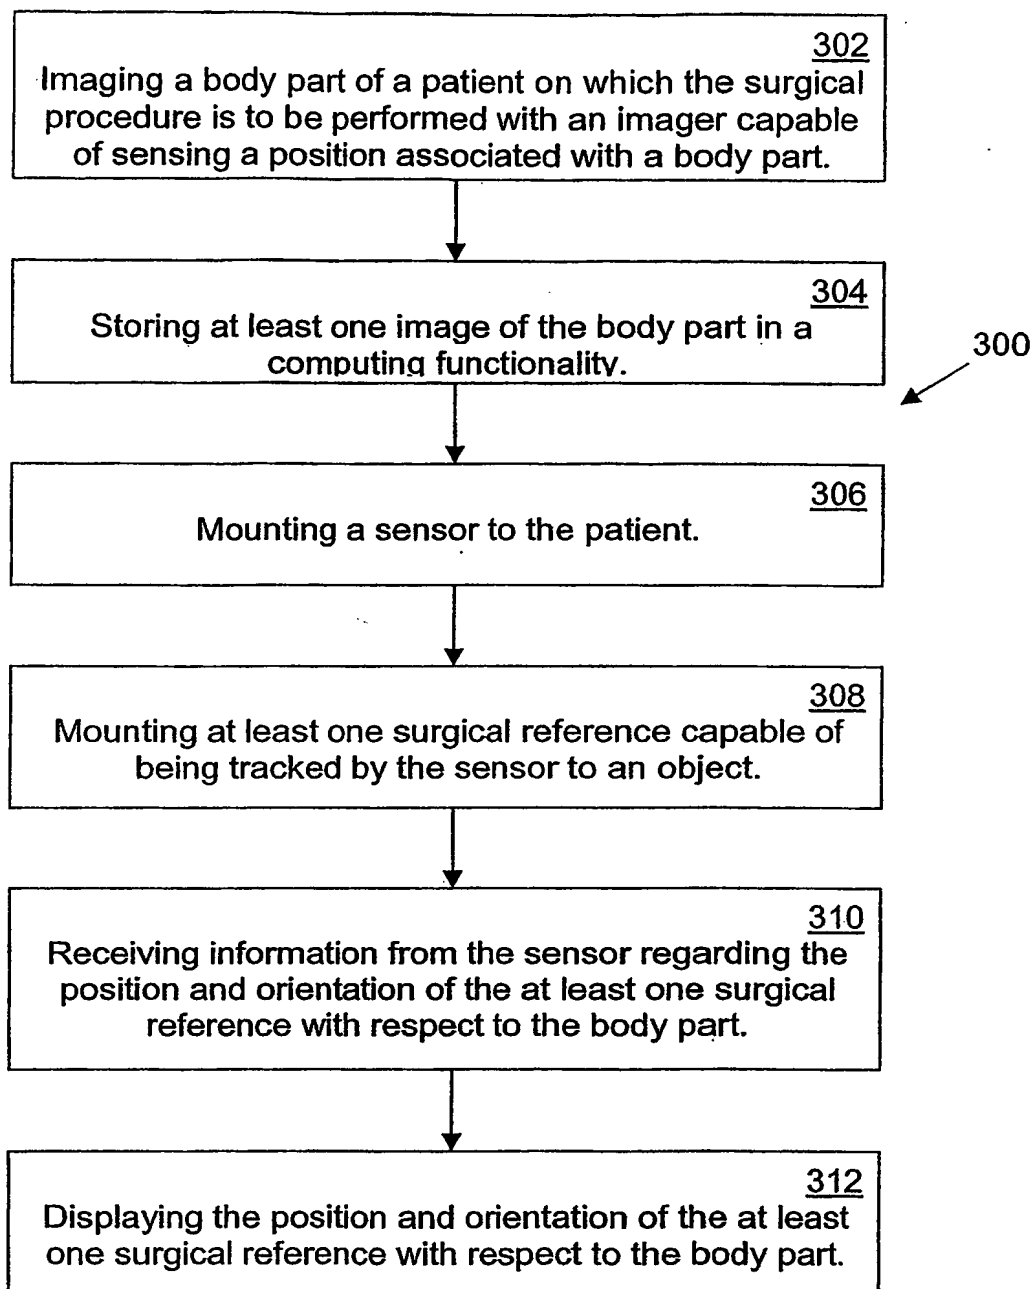 302
Imaging a body part of a patient on which the surgical
procedure is to be performed with an imager capable
of sensing a position associated with a body part.
304
Storing at least one image of the body part in a
computing functionality.
300
306
Mounting a sensor to the patient.
308
Mounting at least one surgical reference capable of
being tracked by the sensor to an object.
310
Receiving information from the sensor regarding the
position and orientation of the at least one surgical
reference with respect to the body part.
312
Displaying the position and orientation of the at least
one surgical reference with respect to the body part.